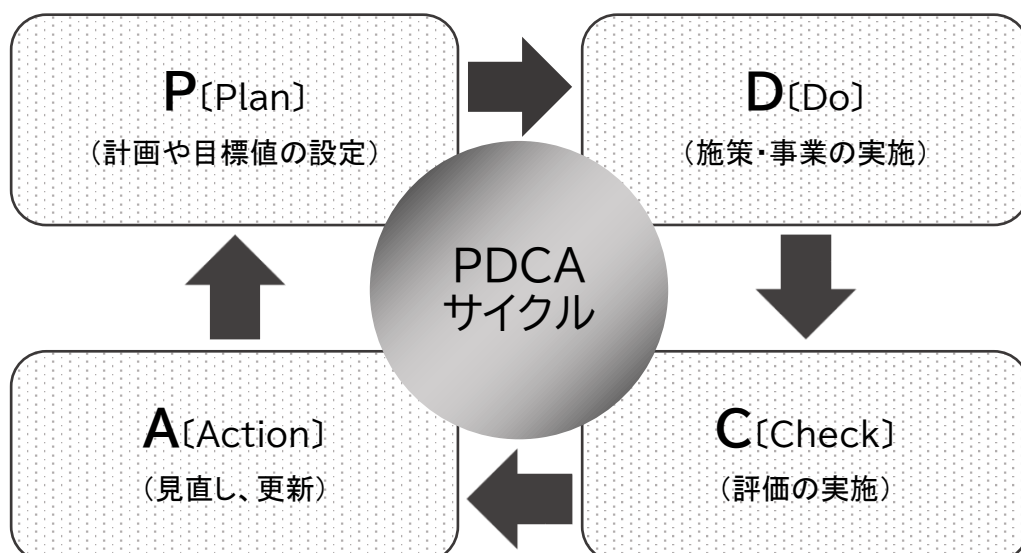 P〔Plan〕
（計画や目標値の設定）
D〔Do〕
（施策・事業の実施）
PDCA
サイクル
A〔Action〕
（見直し、更新）
C〔Check〕
（評価の実施）